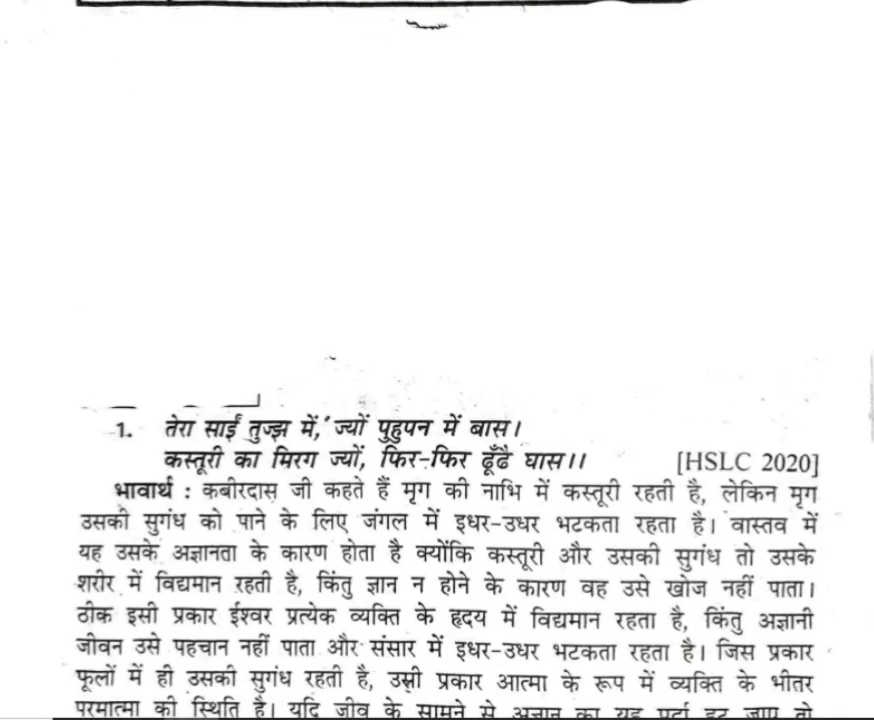 1. तेरा साईं तुज्झ में, ज्यों पुहुपन में बास।
कस्तूरी का मिरग ज्यों, फिर-फिर ढूँढै घास।। [HSLC 2020]
भावार्थ : कबीरदास जी कहते हैं मृग की नाभि में कस्तूरी रहती है, लेकिन मृग
उसकी सुगंध को पाने के लिए जंगल में इधर-उधर भटकता रहता है। वास्तव में
यह उसके अज्ञानता के कारण होता है क्योंकि कस्तूरी और उसकी सुगंध तो उसके
शरीर में विद्यमान रहती है, किंतु ज्ञान न होने के कारण वह उसे खोज नहीं पाता।
ठीक इसी प्रकार ईश्वर प्रत्येक व्यक्ति के हृदय में विद्यमान रहता है, किंतु अज्ञानी
जीवन उसे पहचान नहीं पाता और संसार में इधर-उधर भटकता रहता है। जिस प्रकार
फूलों में ही उसकी सुगंध रहती है, उसी प्रकार आत्मा के रूप में व्यक्ति के भीतर
परमात्मा की स्थिति है। यदि जीव के सामने से अज्ञान का यह पर्दा हट जाए तो